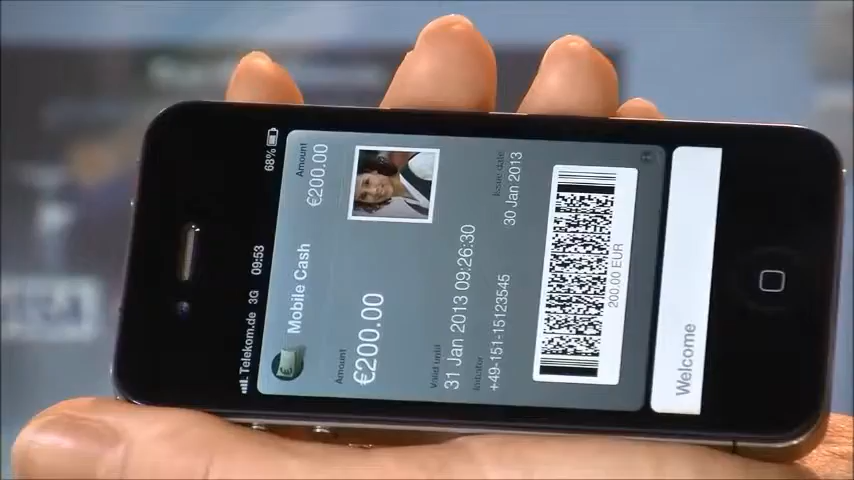 Telekom.de 3G 09:53 68%
Mobile Cash
Amount
€200.00
Amount
€200.00
Valid until
31 Jan 2013 09:26:30
Issue date
30 Jan 2013
Initiator
+49-151-15123545
200.00 EUR
Welcome